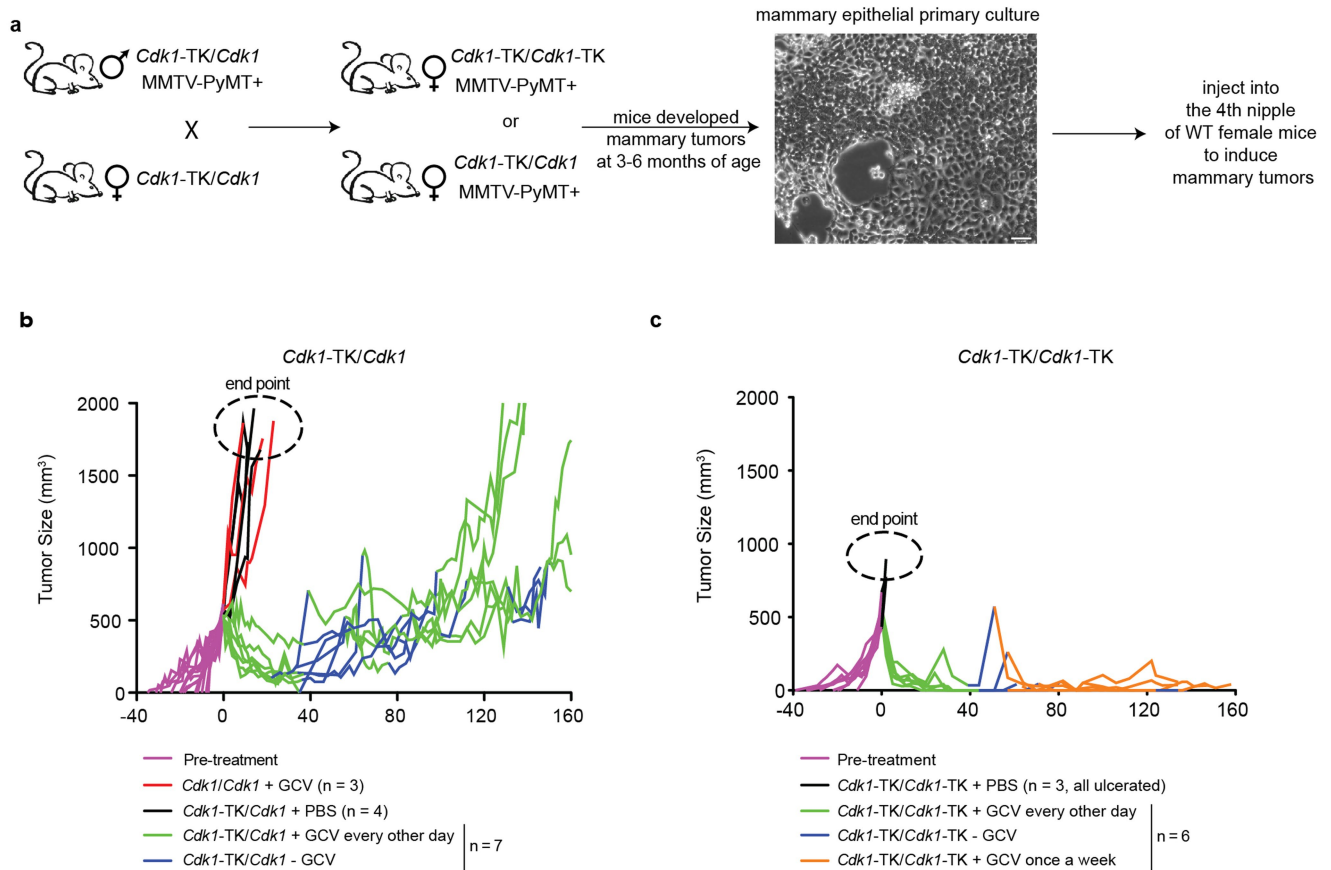 a
mammary epithelial primary culture
Cdk1-TK/Cdk1
MMTV-PyMT+
X
Cdk1-TK/Cdk1
Cdk1-TK/Cdk1-TK
MMTV-PyMT+
or
Cdk1-TK/Cdk1
MMTV-PyMT+
mice developed
mammary tumors
at 3-6 months of age
inject into
the 4th nipple
of WT female mice
to induce
mammary tumors
b
Cdk1-TK/Cdk1
end point
Tumor Size (mm³)
2000
1500
1000
500
0
-40
0
40
80
120
160
Pre-treatment
Cdk1/Cdk1 + GCV (n = 3)
Cdk1-TK/Cdk1 + PBS (n = 4)
Cdk1-TK/Cdk1 + GCV every other day
Cdk1-TK/Cdk1 - GCV
n = 7
c
Cdk1-TK/Cdk1-TK
end point
Tumor Size (mm³)
2000
1500
1000
500
0
-40
0
40
80
120
160
Pre-treatment
Cdk1-TK/Cdk1-TK + PBS (n = 3, all ulcerated)
Cdk1-TK/Cdk1-TK + GCV every other day
Cdk1-TK/Cdk1-TK - GCV
Cdk1-TK/Cdk1-TK + GCV once a week
n = 6